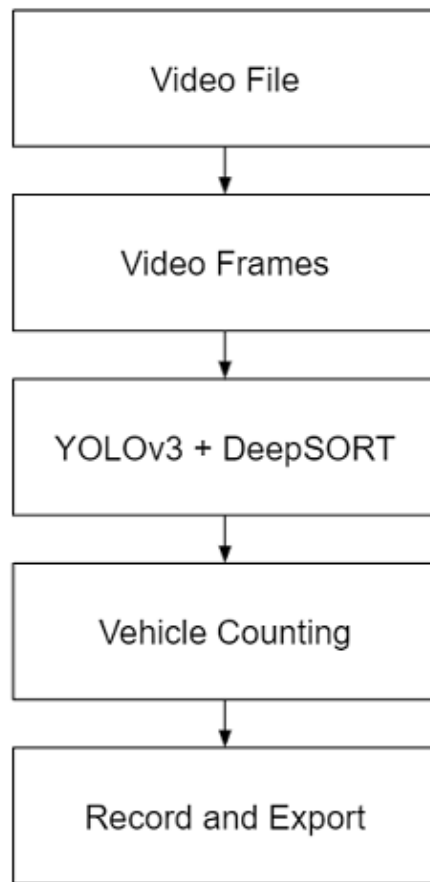 Video File
Video Frames
YOLOv3 + DeepSORT
Vehicle Counting
Record and Export